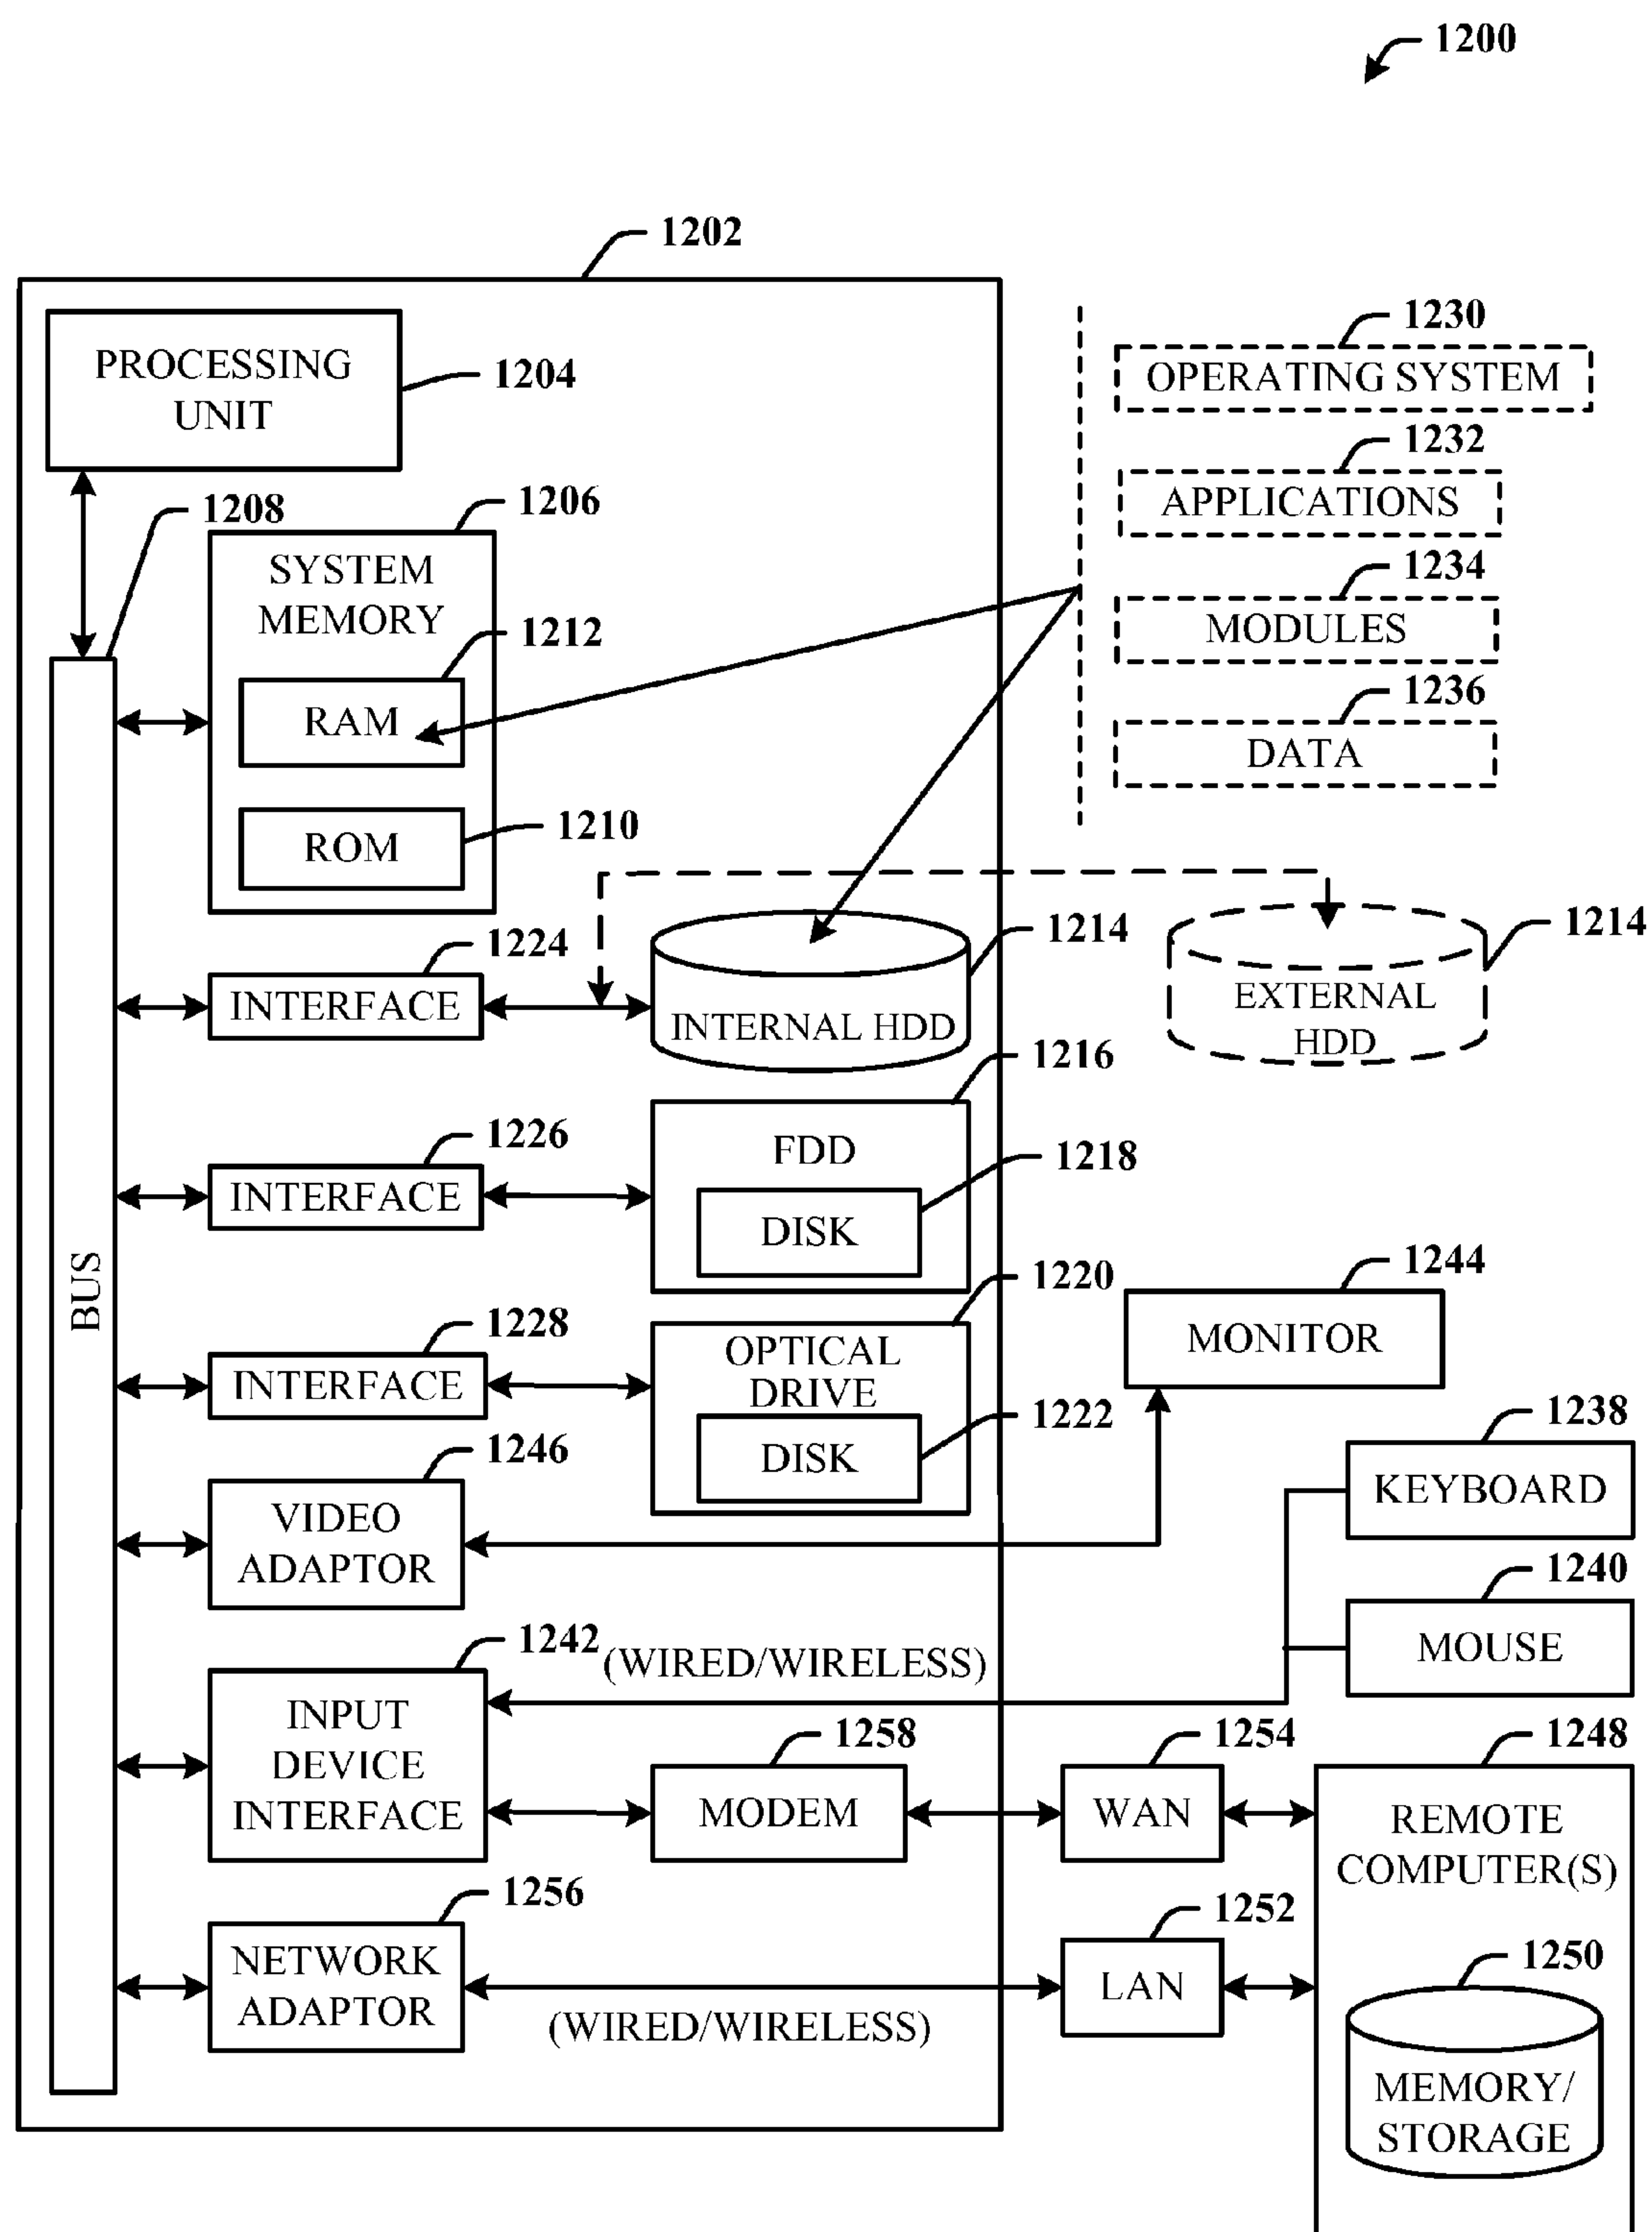 1200
1202
PROCESSING
UNIT
1204
1230
OPERATING SYSTEM
1232
APPLICATIONS
1234
MODULES
1236
DATA
1208
1206
SYSTEM
MEMORY
1212
RAM
1210
ROM
1224
INTERFACE
1214
INTERNAL HDD
1214
EXTERNAL
HDD
1216
FDD
1226
INTERFACE
1218
DISK
BUS
1220
OPTICAL
DRIVE
1228
INTERFACE
1222
DISK
1244
MONITOR
1246
VIDEO
ADAPTOR
1238
KEYBOARD
1240
MOUSE
1242
(WIRED/WIRELESS)
INPUT
DEVICE
INTERFACE
1258
MODEM
1254
WAN
1248
REMOTE
COMPUTER(S)
1256
NETWORK
ADAPTOR
(WIRED/WIRELESS)
1252
LAN
1250
MEMORY/
STORAGE